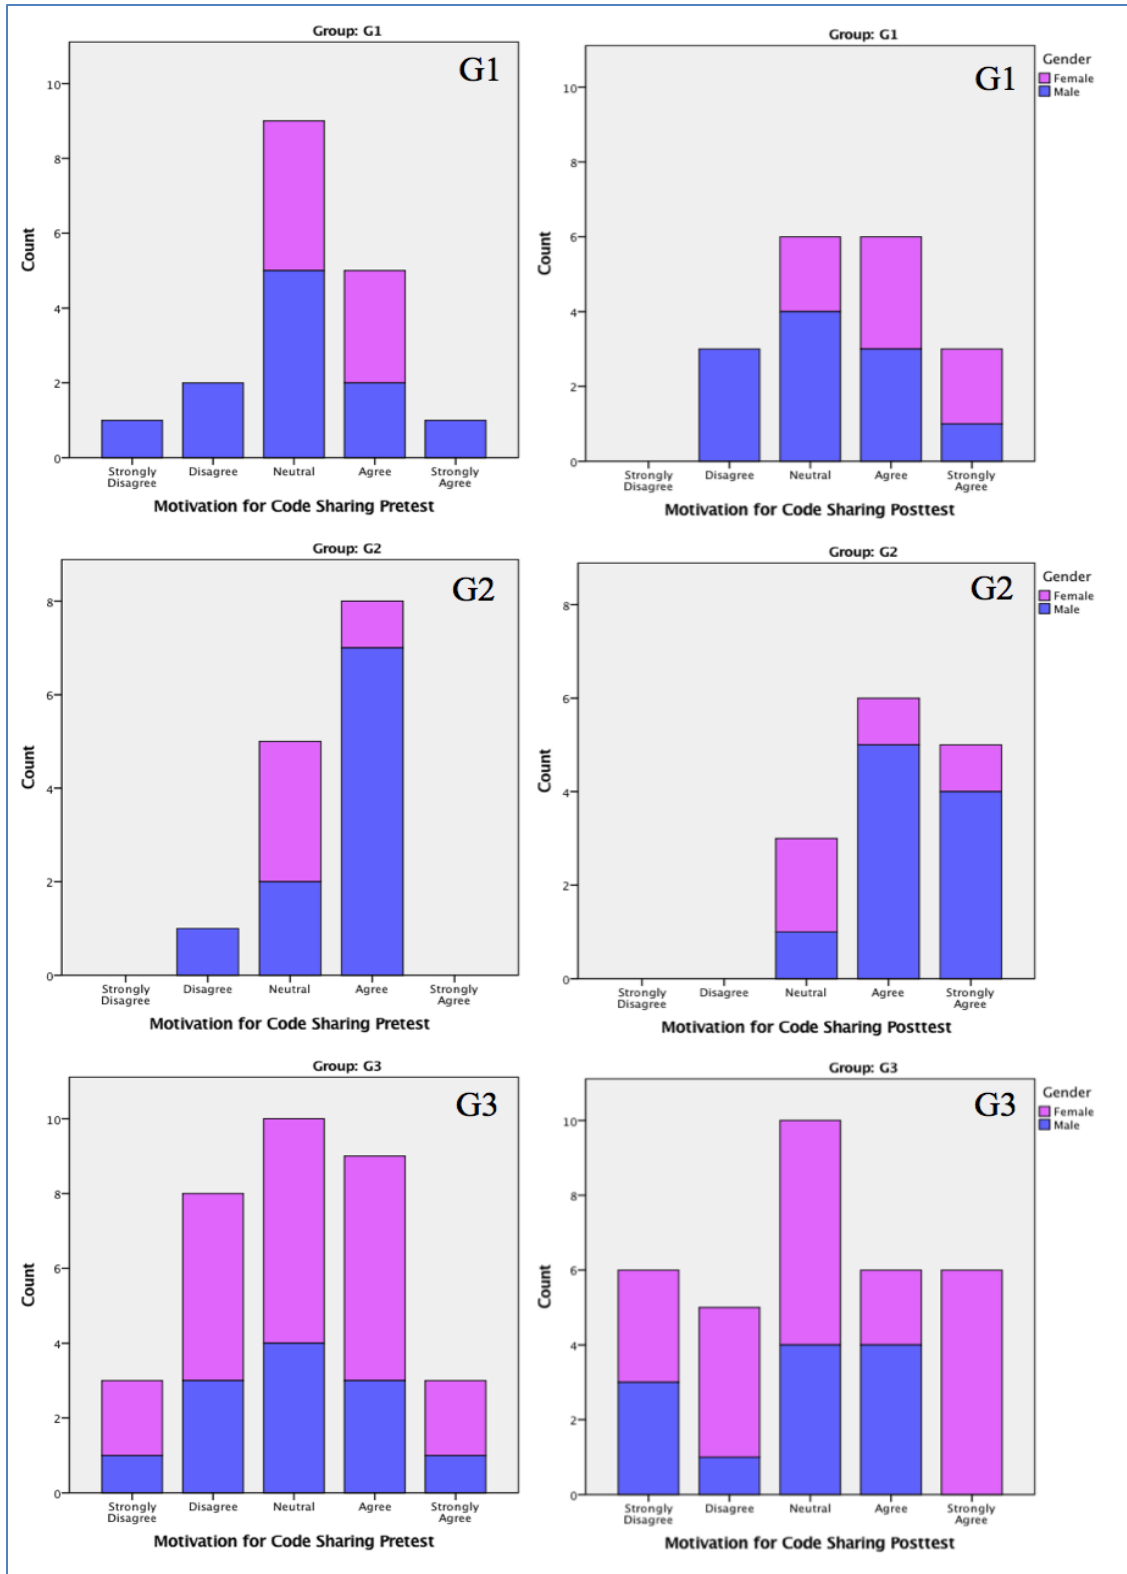 Group: G1
G1
10
8
6
4
2
0
Count
Strongly Disagree
Disagree
Neutral
Agree
Strongly Agree
Motivation for Code Sharing Pretest
Group: G1
G1
Gender
Female
Male
10
8
6
4
2
0
Count
Strongly Disagree
Disagree
Neutral
Agree
Strongly Agree
Motivation for Code Sharing Posttest
Group: G2
G2
8
6
4
2
0
Count
Strongly Disagree
Disagree
Neutral
Agree
Strongly Agree
Motivation for Code Sharing Pretest
Group: G2
G2
Gender
Female
Male
8
6
4
2
0
Count
Strongly Disagree
Disagree
Neutral
Agree
Strongly Agree
Motivation for Code Sharing Posttest
Group: G3
G3
10
8
6
4
2
0
Count
Strongly Disagree
Disagree
Neutral
Agree
Strongly Agree
Motivation for Code Sharing Pretest
Group: G3
G3
Gender
Female
Male
10
8
6
4
2
0
Count
Strongly Disagree
Disagree
Neutral
Agree
Strongly Agree
Motivation for Code Sharing Posttest